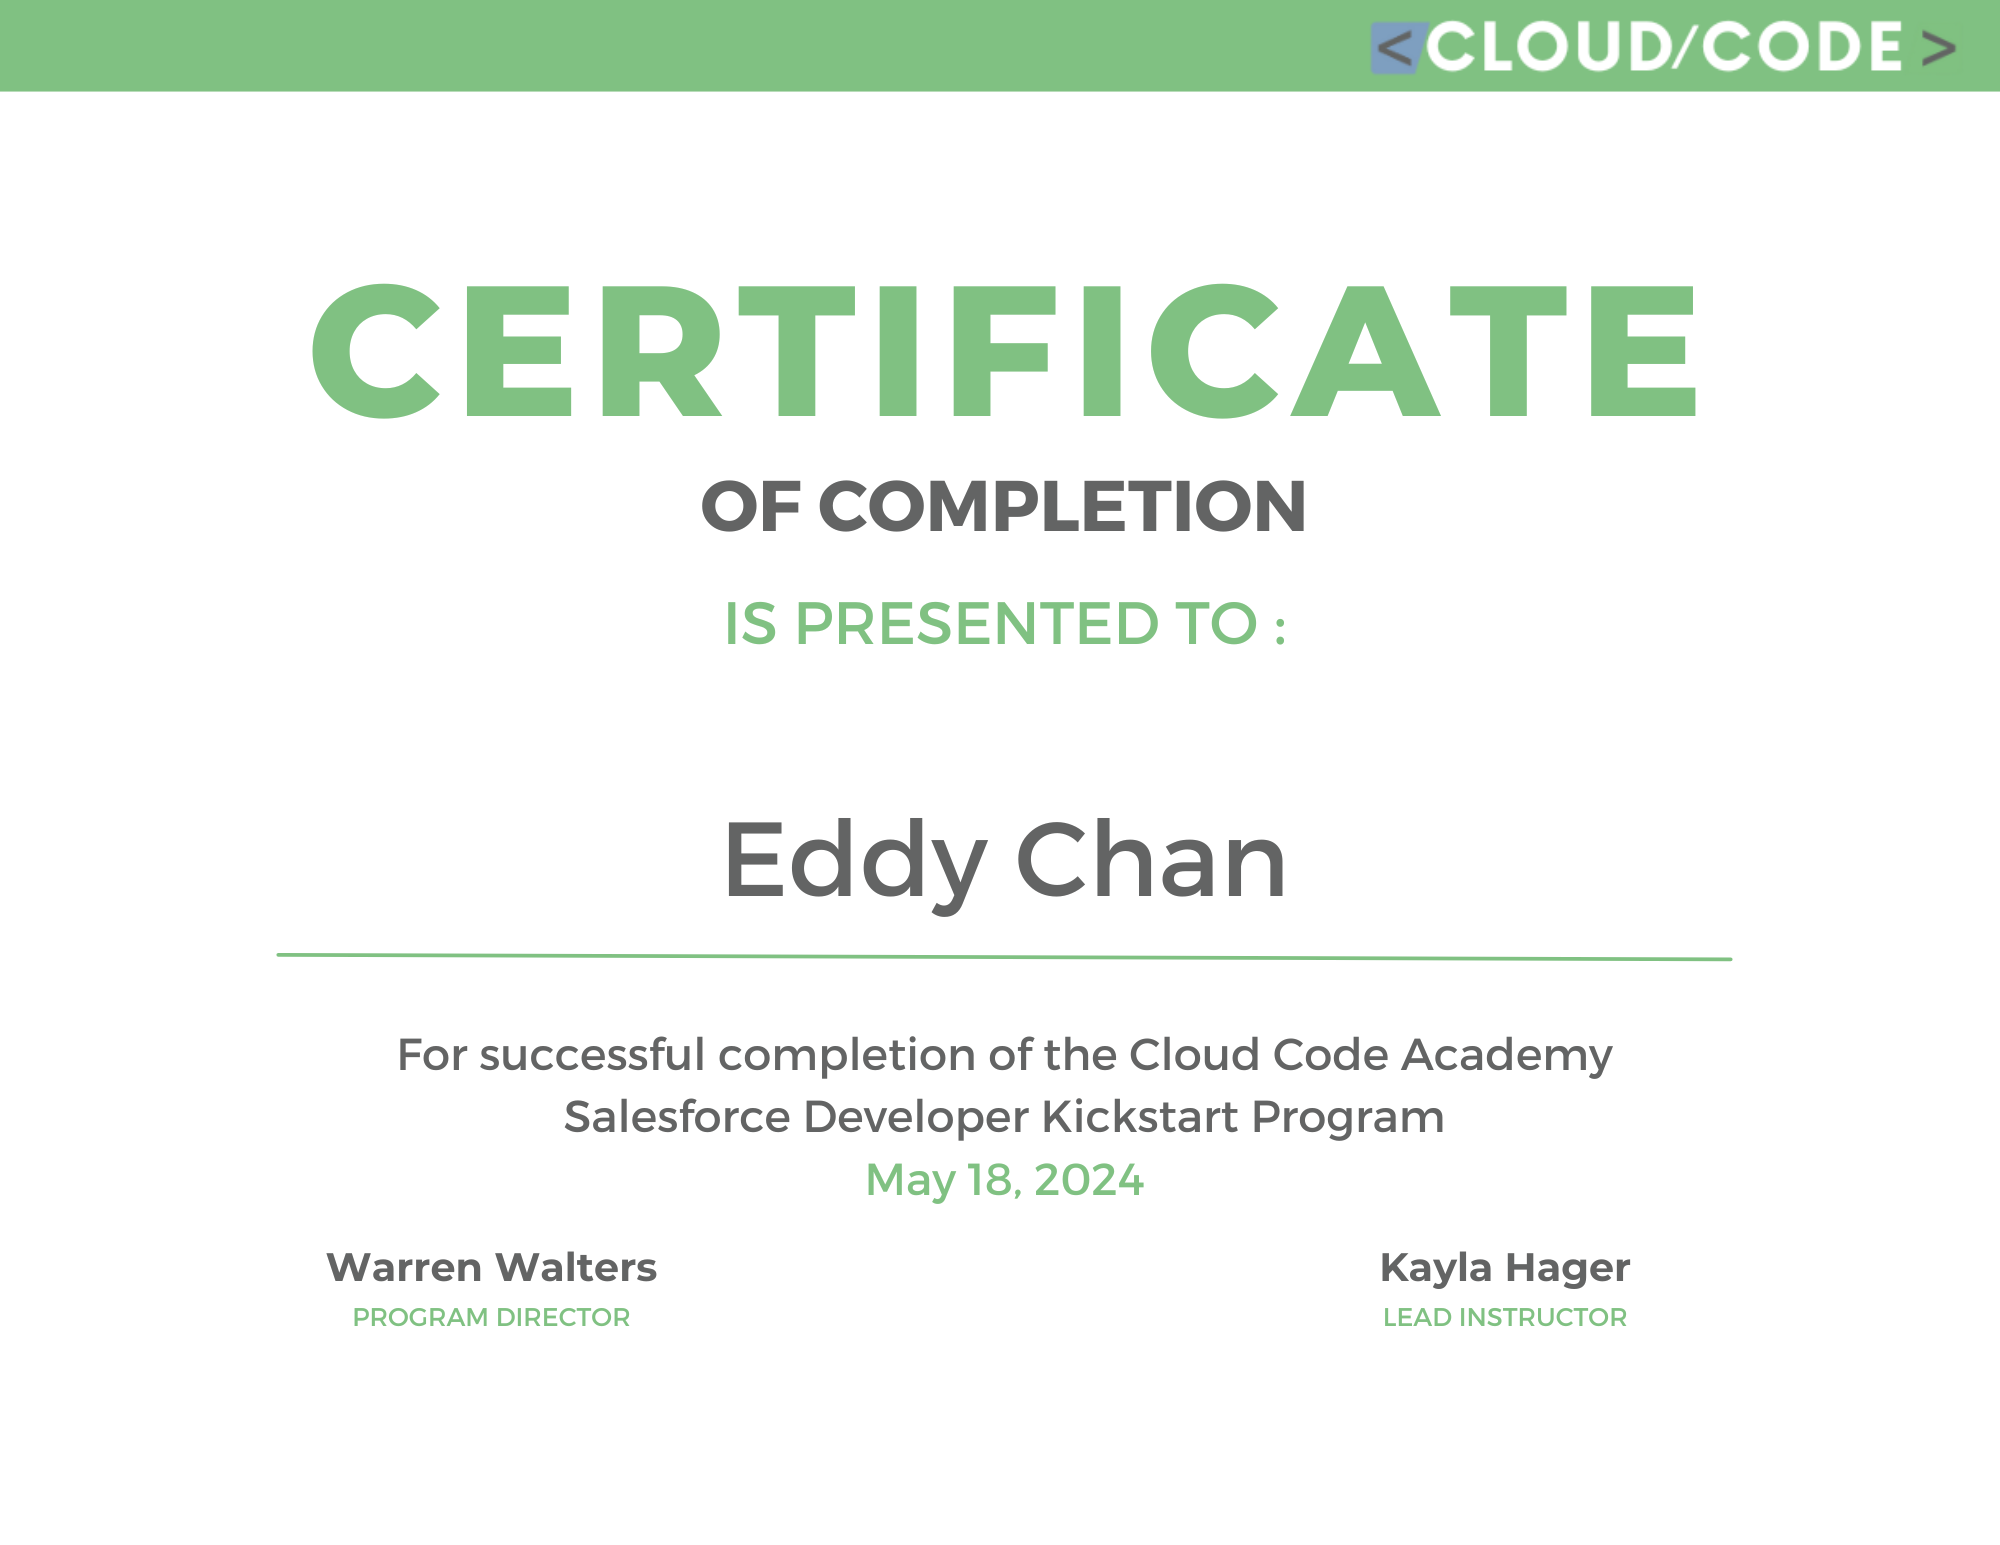 <CLOUD/CODE >
CERTIFICATE
OF COMPLETION
IS PRESENTED TO :
Eddy Chan
For successful completion of the Cloud Code Academy
Salesforce Developer Kickstart Program
May 18, 2024
Warren Walters
PROGRAM DIRECTOR
Kayla Hager
LEAD INSTRUCTOR